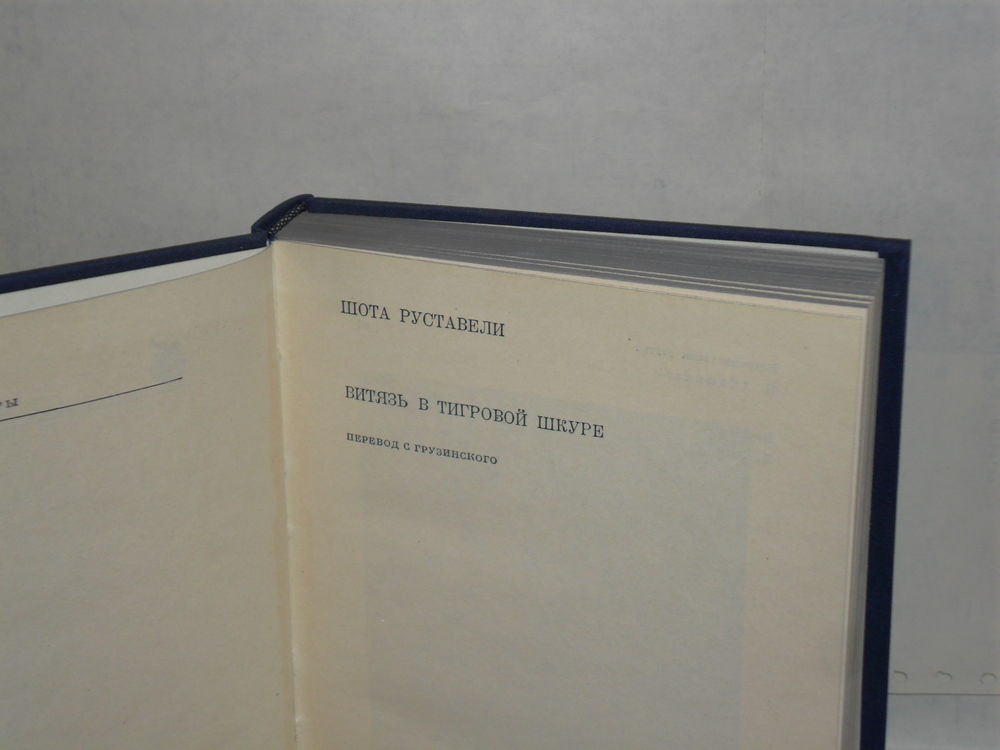 ШОТА РУСТАВЕЛИ
ВИТЯЗЬ В ТИГРОВОЙ ШКУРЕ
ПЕРЕВОД С ГРУЗИНСКОГО